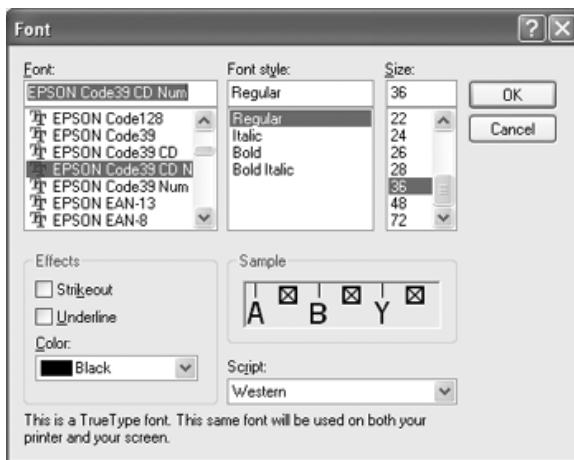 Font
Font:
EPSON Code39 CD Num
EPSON Code128
EPSON Code39
EPSON Code39 CD
EPSON Code39 CD N
EPSON Code39 Num
EPSON EAN-13
EPSON EAN-8
Font style:
Regular
Regular
Italic
Bold
Bold Italic
Size:
36
22
24
26
28
36
48
72
OK
Cancel
Effects
Strikeout
Underline
Color:
Black
Sample
A B Y
Script:
Western
This is a TrueType font. This same font will be used on both your
printer and your screen.